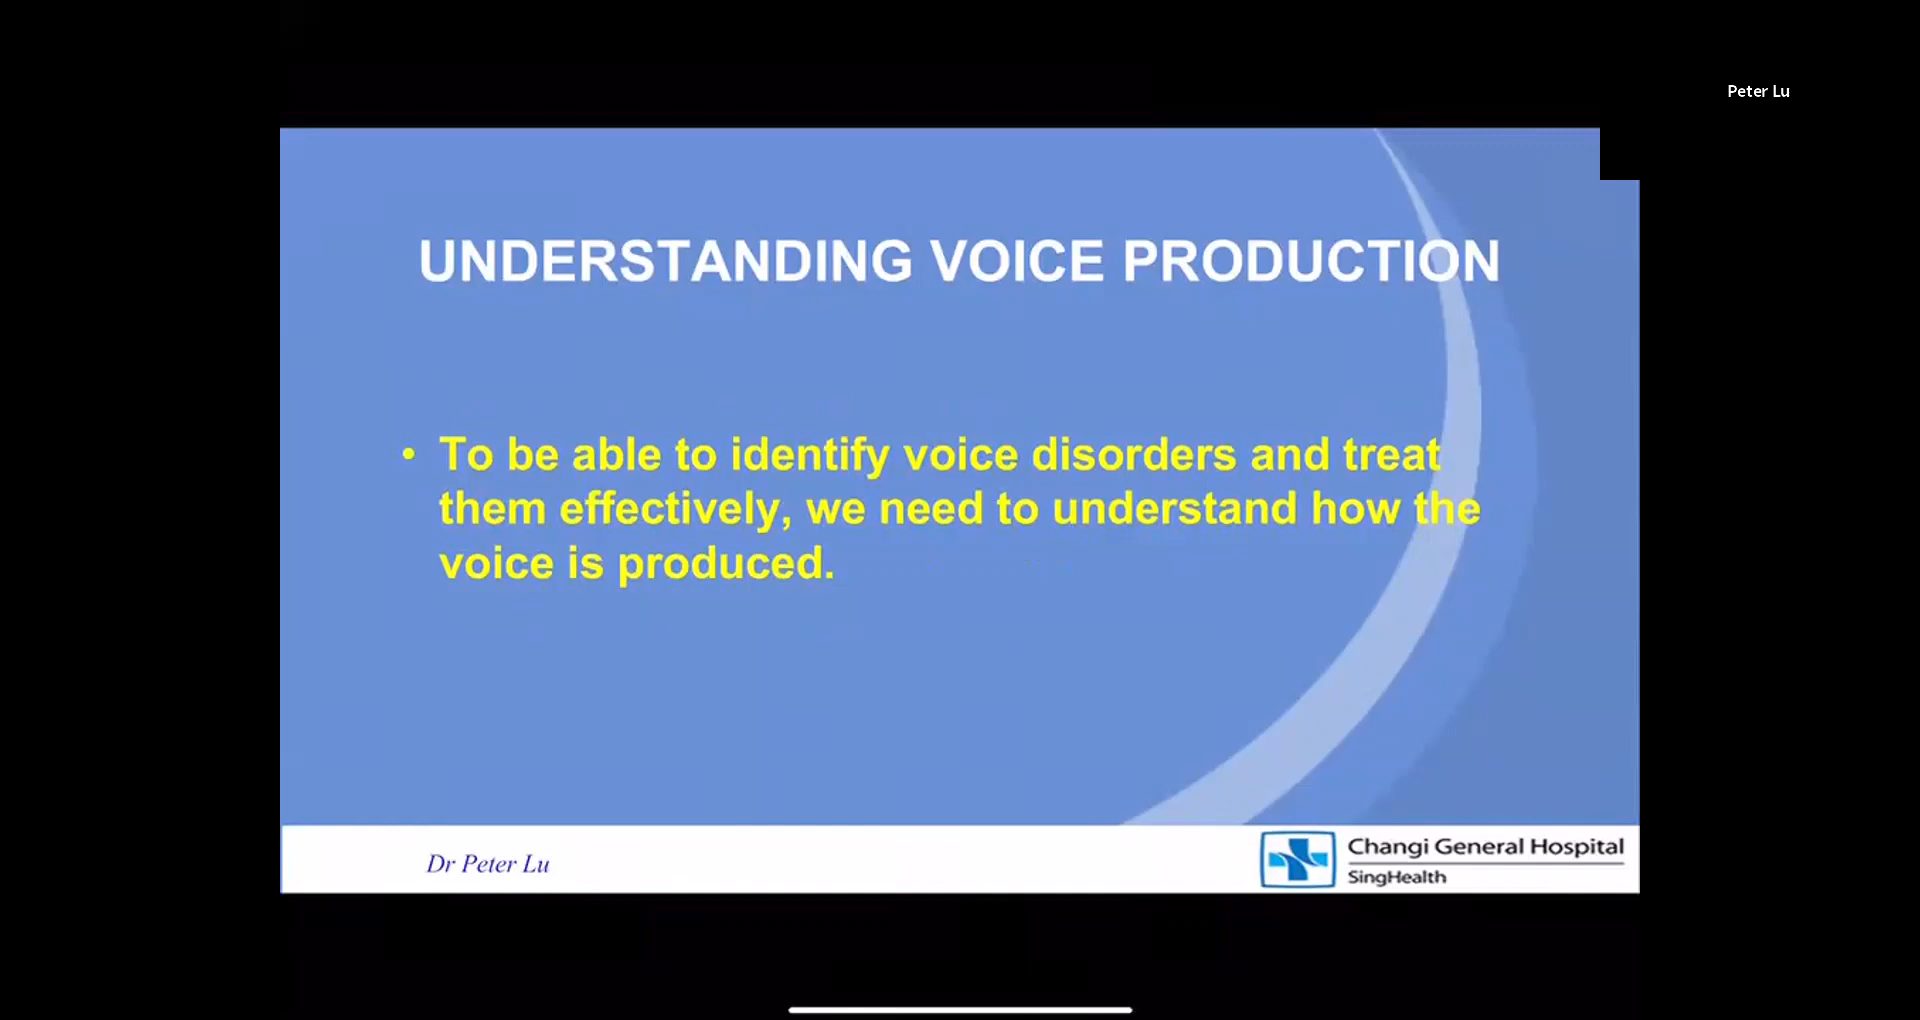 Peter Lu
UNDERSTANDING VOICE PRODUCTION
• To be able to identify voice disorders and treat
them effectively, we need to understand how the
voice is produced.
Dr Peter Lu
Changi General Hospital
SingHealth